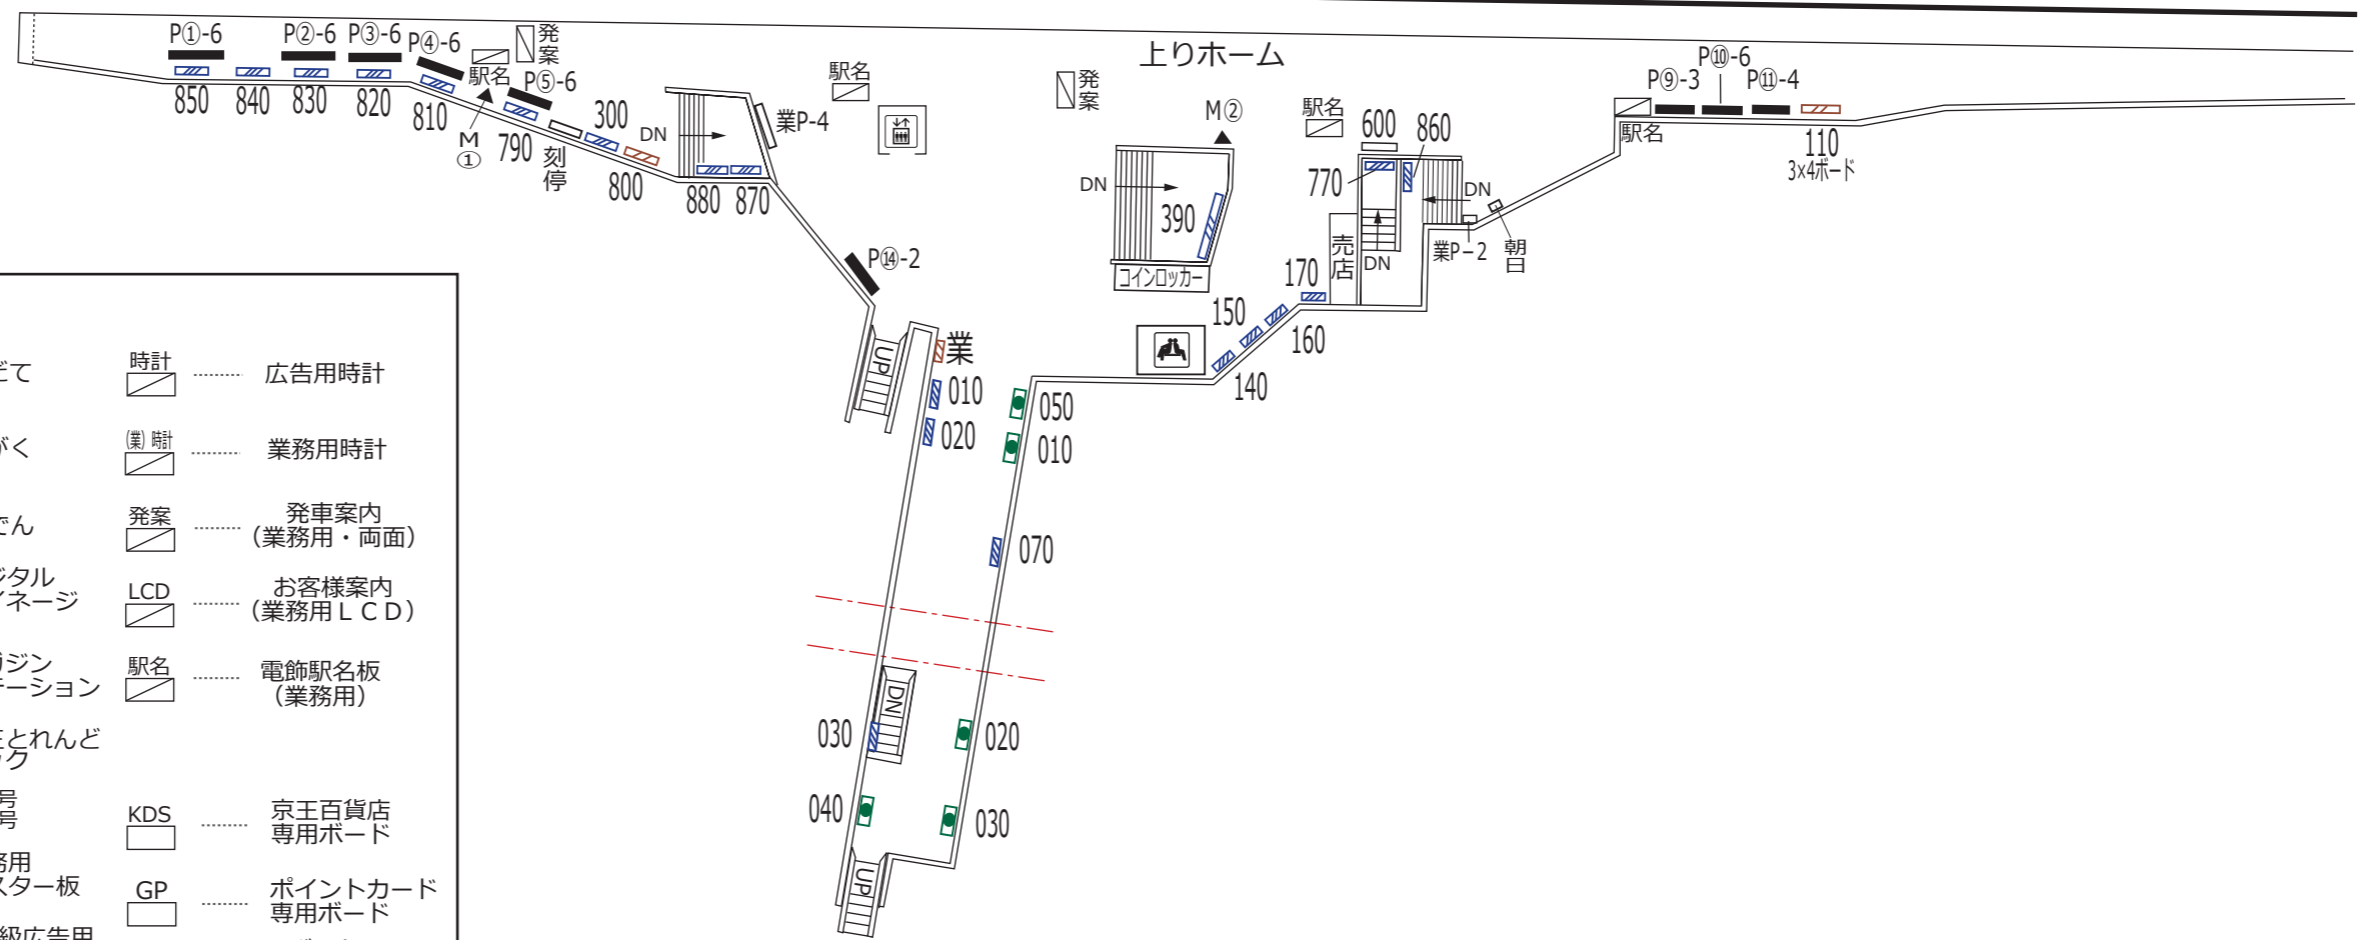 上りホーム
P①-6
P②-6
P③-6
P④-6
駅名
発案
P⑤-6
850
840
830
820
810
M①
790
刻停
300
800
DN
880
870
業P-4
駅名
発案
M②
駅名
600
860
770
DN
390
コインロッカー
売店
DN
DN
業P-2
朝日
駅名
P⑨-3
P⑩-6
P⑪-4
110
3×4ボード
P⑭-2
170
150
160
140
UP
業
010
020
050
010
070
DN
030
020
040
030
UP
時計
広告用時計
(業) 時計
業務用時計
発案
発車案内
（業務用・両面）
LCD
お客様案内
（業務用ＬＣＤ）
駅名
電飾駅名板
（業務用）
KDS
京王百貨店
専用ボード
GP
ポイントカード
専用ボード